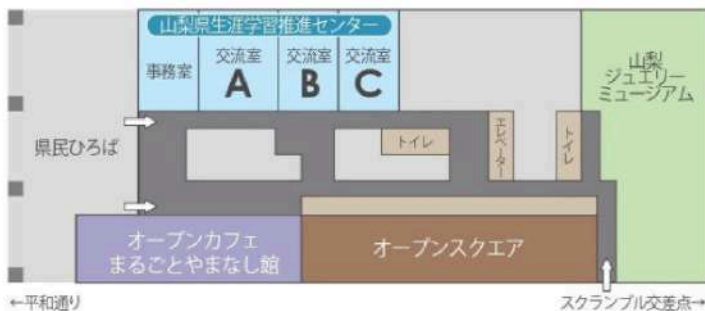 山梨県生涯学習推進センター
事務室
交流室
A
交流室
B
交流室
C
山梨
ジュエリー
ミュージアム
県民ひろば
トイレ
エレベーター
トイレ
オープンカフェ
まるごとやまなし館
オープンスクエア
←平和通り
スクランブル交差点→